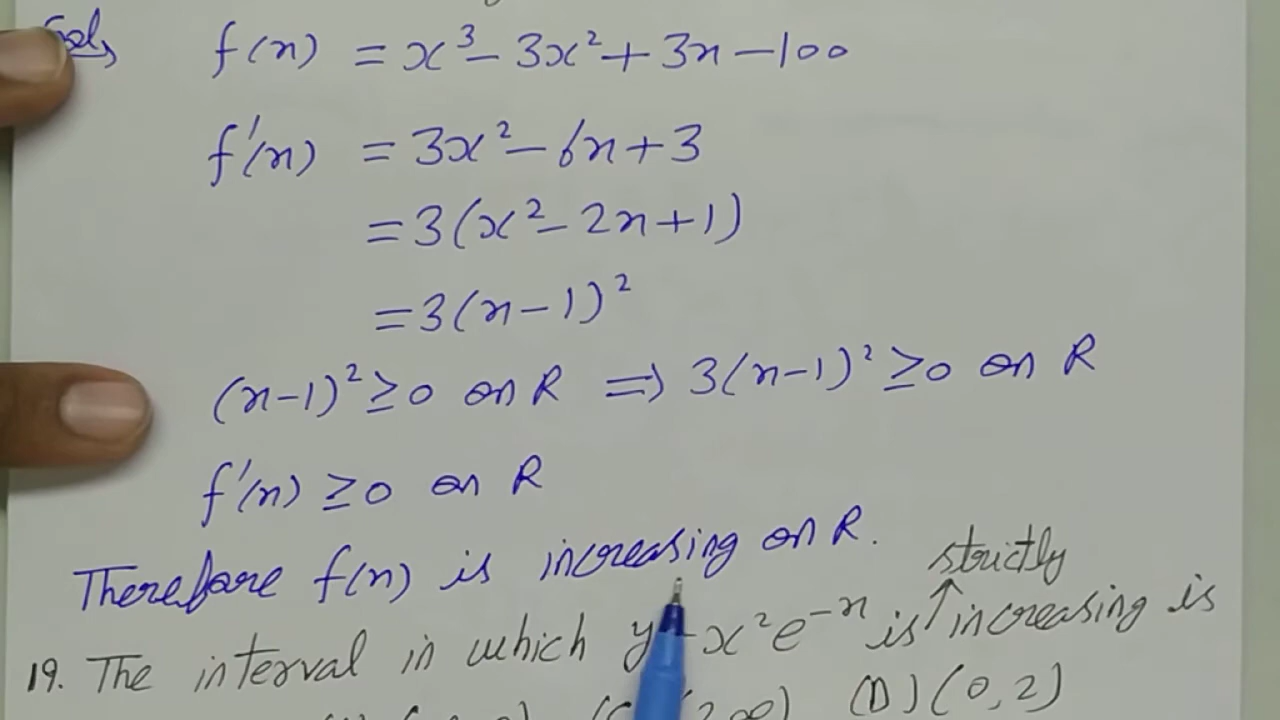 Sol,
f(x) = x³ - 3x² + 3x - 100
f'(x) = 3x² - 6x + 3
= 3(x² - 2x + 1)
= 3(x - 1)²
(x-1)² ≥ 0 on R ⇒ 3(x-1)² ≥ 0 on R
f'(x) ≥ 0 on R
Therefore f(x) is increasing on R.
strictly
19. The interval in which y = x²e⁻ˣ is ↑ increasing is
(D) (0, 2)